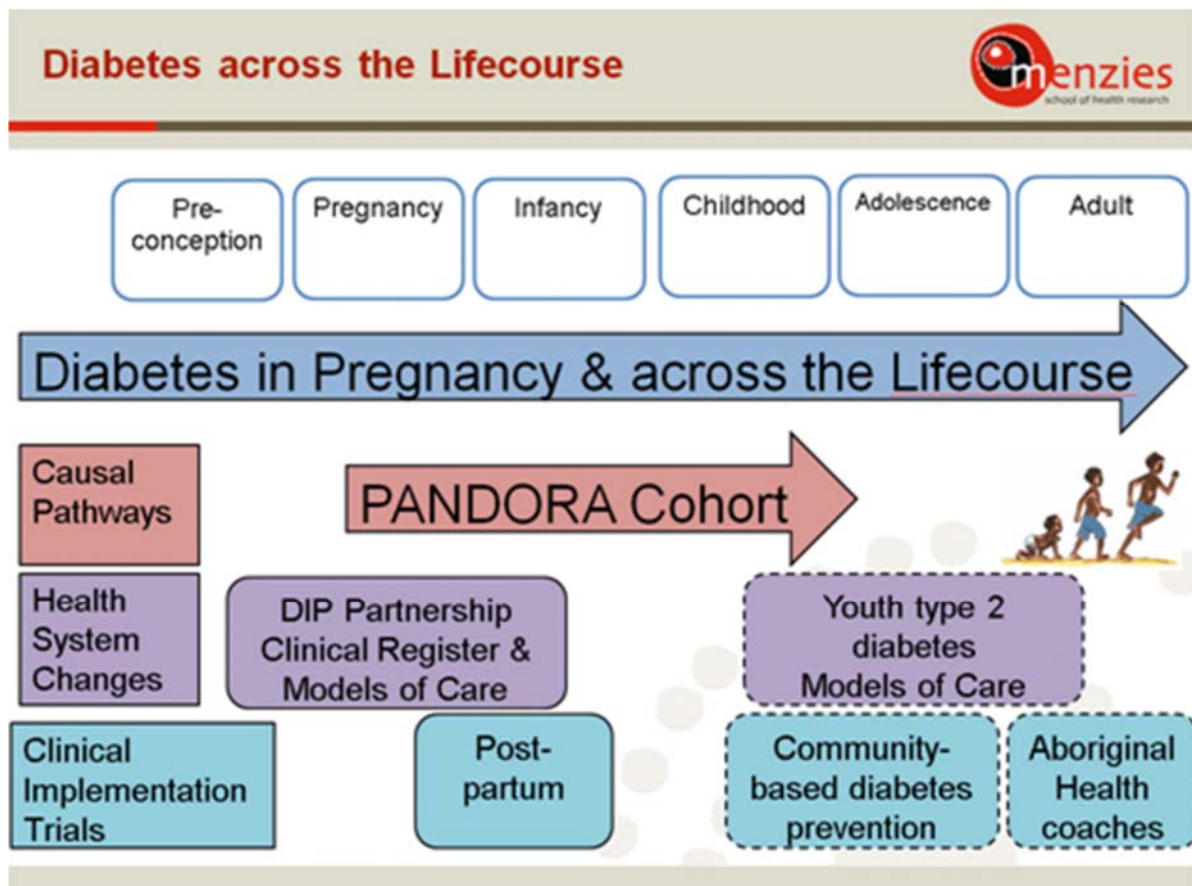 Diabetes across the Lifecourse
menzies
school of health research
Pre-
conception
Pregnancy
Infancy
Childhood
Adolescence
Adult
Diabetes in Pregnancy & across the Lifecourse
Causal
Pathways
PANDORA Cohort
Health
System
Changes
DIP Partnership
Clinical Register &
Models of Care
Youth type 2
diabetes
Models of Care
Clinical
Implementation
Trials
Post-
partum
Community-
based diabetes
prevention
Aboriginal
Health
coaches